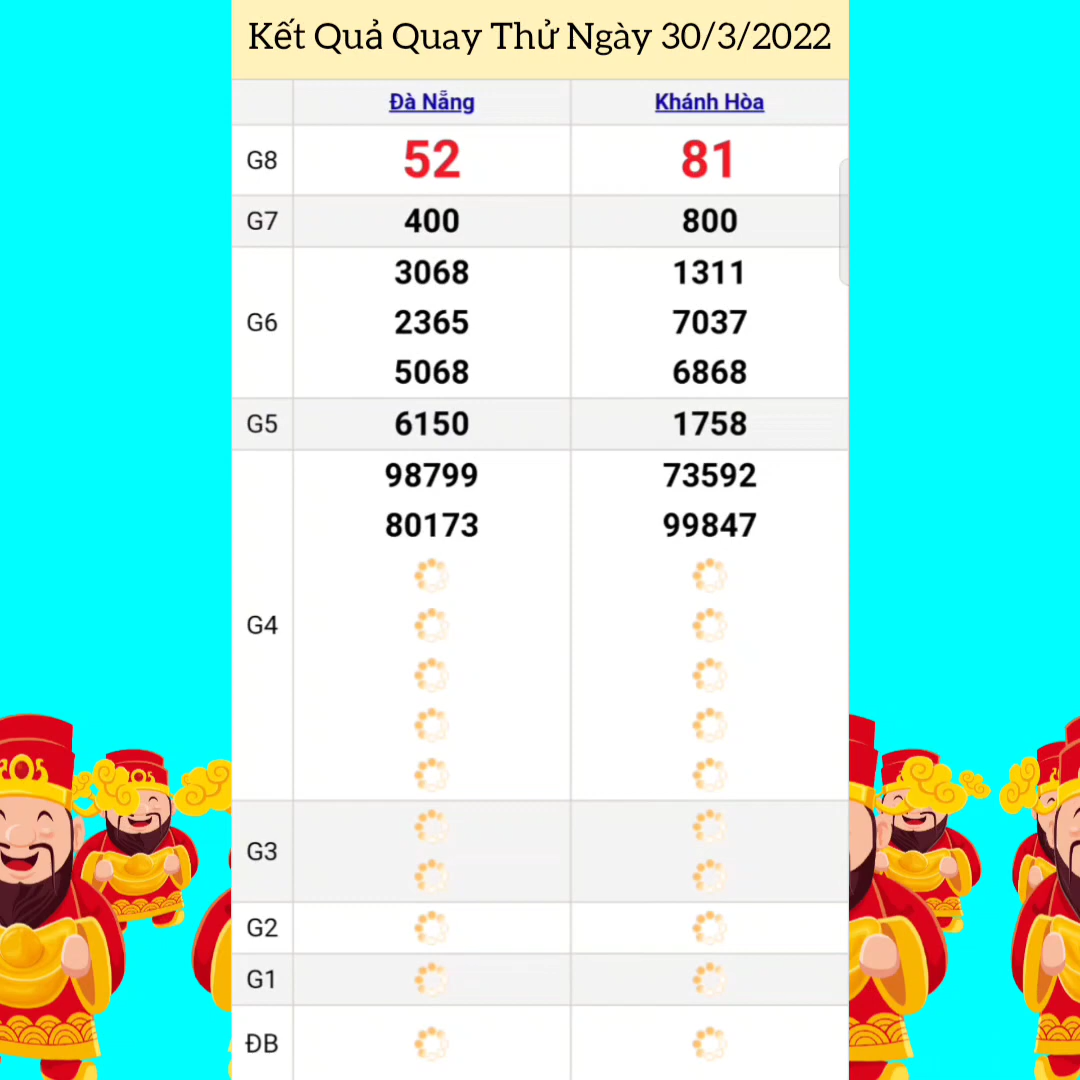 Kết Quả Quay Thử Ngày 30/3/2022
Đà Nẵng Khánh Hòa
G8 52 81
G7 400 800
3068 1311
G6 2365 7037
5068 6868
G5 6150 1758
98799 73592
80173 99847
G4
G3
G2
G1
ĐB